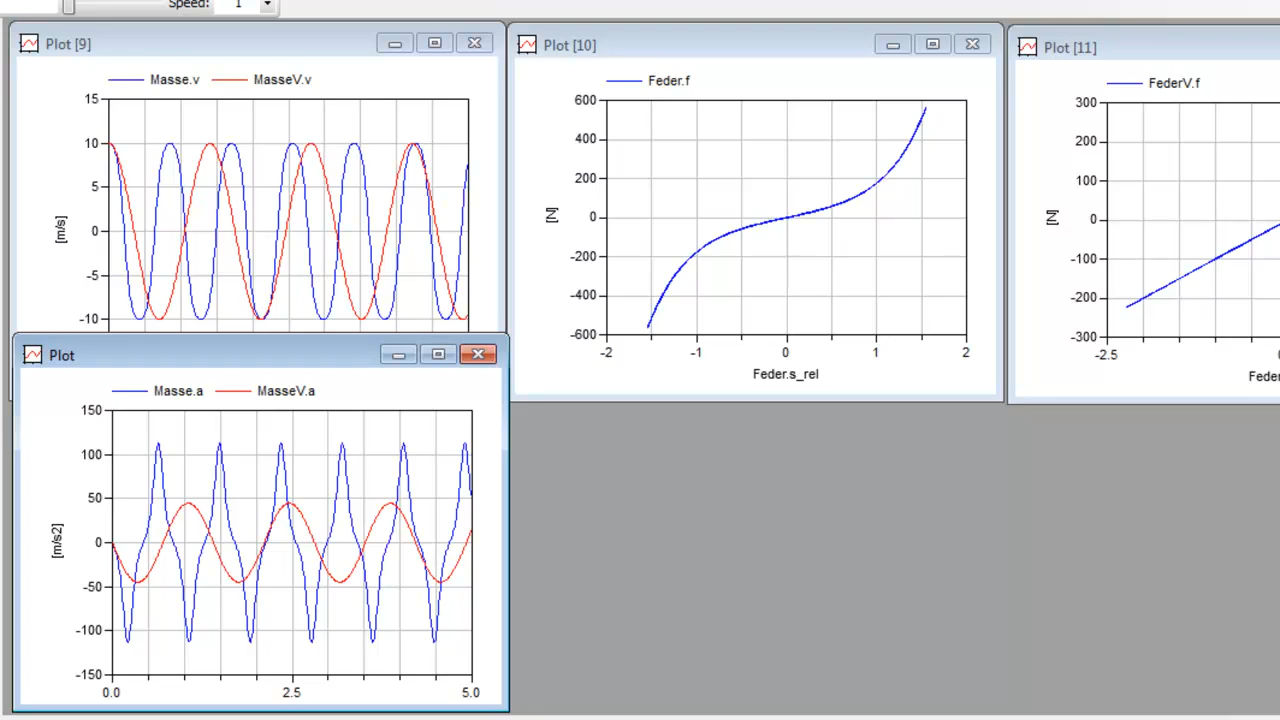 Speed: 1
Plot [9]
Masse.v MasseV.v
15
10
5
0
-5
-10
[m/s]
Plot [10]
Feder.f
600
400
200
0
-200
-400
-600
[N]
-2 -1 0 1 2
Feder.s_rel
Plot [11]
FederV.f
300
200
100
0
-100
-200
-300
[N]
-2.5
Feder
Plot
Masse.a MasseV.a
150
100
50
0
-50
-100
-150
[m/s2]
0.0 2.5 5.0